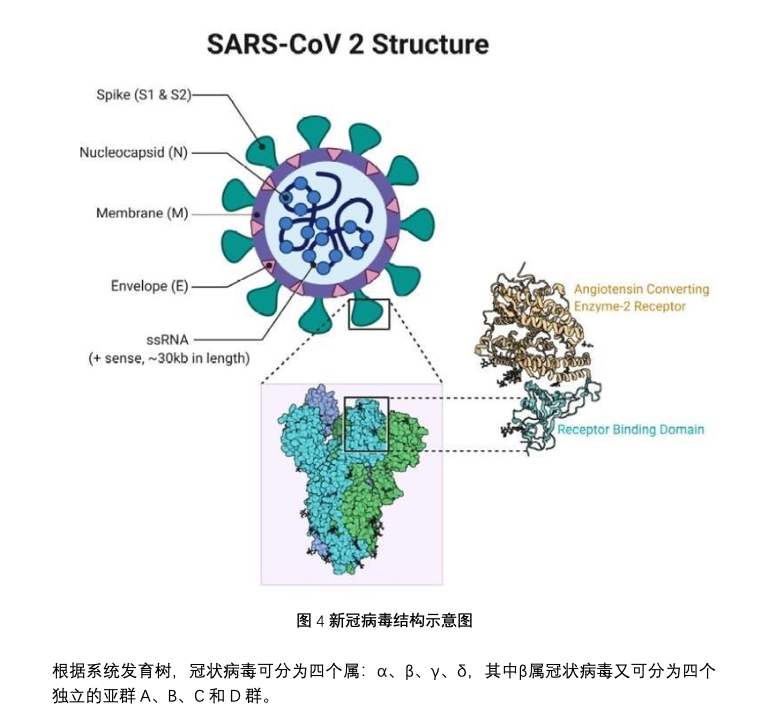 SARS-CoV 2 Structure
Spike (S1 & S2)
Nucleocapsid (N)
Membrane (M)
Envelope (E)
ssRNA
(+ sense, ~30kb in length)
Angiotensin Converting
Enzyme-2 Receptor
Receptor Binding Domain
图 4 新冠病毒结构示意图
根据系统发育树，冠状病毒可分为四个属：α、β、γ、δ，其中β属冠状病毒又可分为四个
独立的亚群 A、B、C 和 D 群。